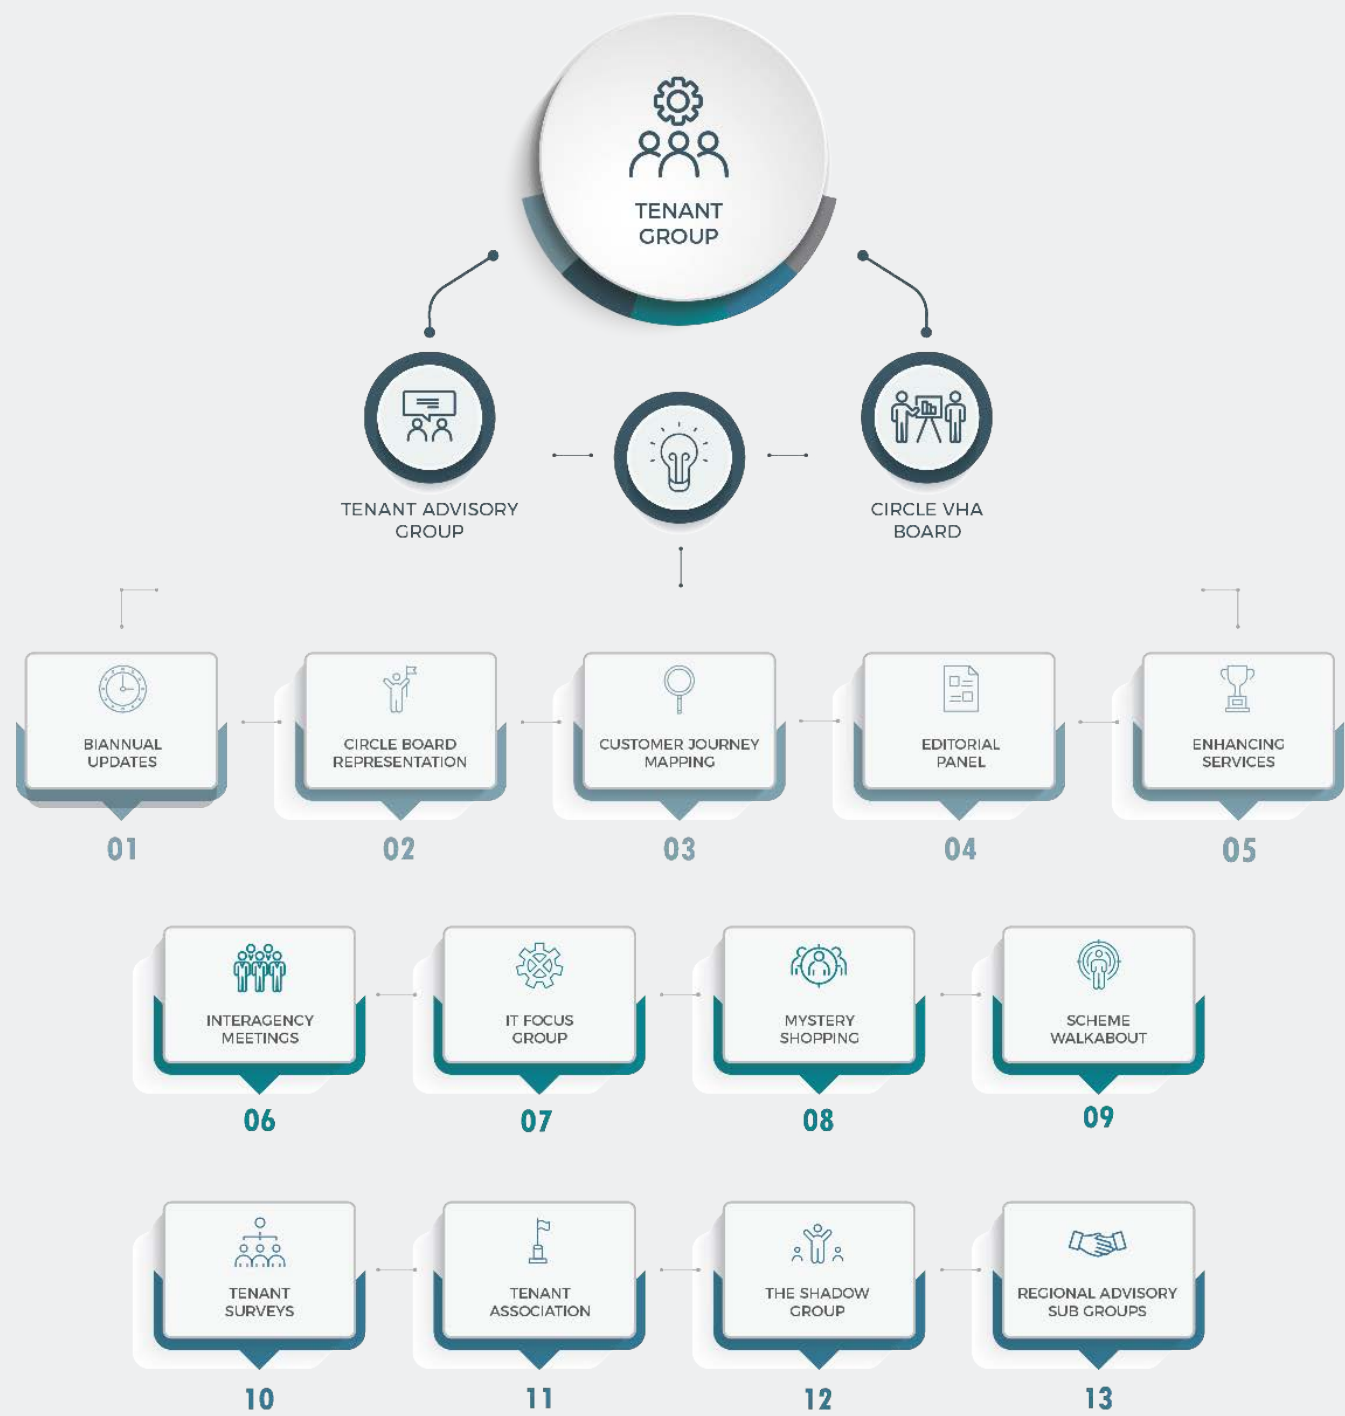 TENANT
GROUP
TENANT ADVISORY
GROUP
CIRCLE VHA
BOARD
BIANNUAL
UPDATES
01
CIRCLE BOARD
REPRESENTATION
02
CUSTOMER JOURNEY
MAPPING
03
EDITORIAL
PANEL
04
ENHANCING
SERVICES
05
INTERAGENCY
MEETINGS
06
IT FOCUS
GROUP
07
MYSTERY
SHOPPING
08
SCHEME
WALKABOUT
09
TENANT
SURVEYS
10
TENANT
ASSOCIATION
11
THE SHADOW
GROUP
12
REGIONAL ADVISORY
SUB GROUPS
13